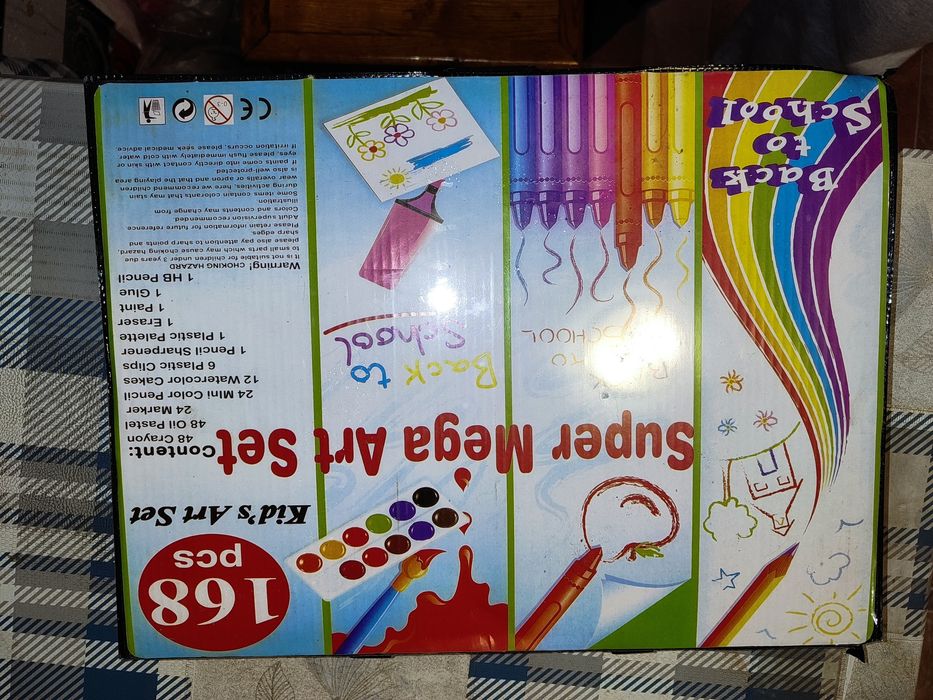 168
pcs
Kid's Art Set
Content:
48 Crayon
48 Oil Pastel
24 Marker
24 Mini Color Pencil
12 Watercolor Cakes
6 Plastic Clips
1 Pencil Sharpener
1 Plastic Palette
1 Eraser
1 Paint
1 Glue
1 HB Pencil
Warning! CHOKING HAZARD
It is not suitable for children under 3 years due
to small parts which may cause choking hazard,
please also pay attention to sharp points and
sharp edges.
Please retain information for future reference
Adult supervision recommended.
Colors and contents may change from
illustration
Some items contain colorants that may stain
during activities, here, we recommend children
wear overalls or apron and that the playing area
is also well-protected
If paints come into directly contact with skin or
eyes, please flush immediately with cold water.
If irritation occurs, please seek medical advice.
CE
0-3
Super Mega Art Set
Back to
School
BACK
TO
SCHOOL
Back
to
School